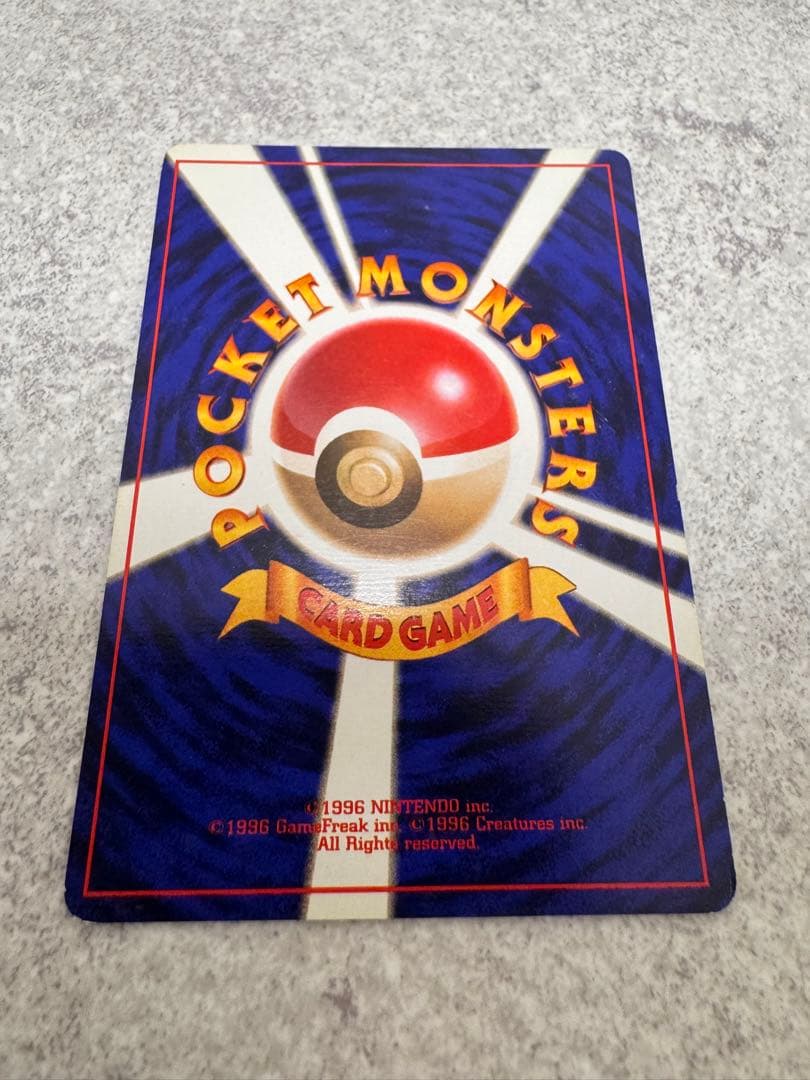 POCKET MONSTERS
CARD GAME
©1996 NINTENDO inc.
©1996 GameFreak inc. ©1996 Creatures inc.
All Rights reserved.